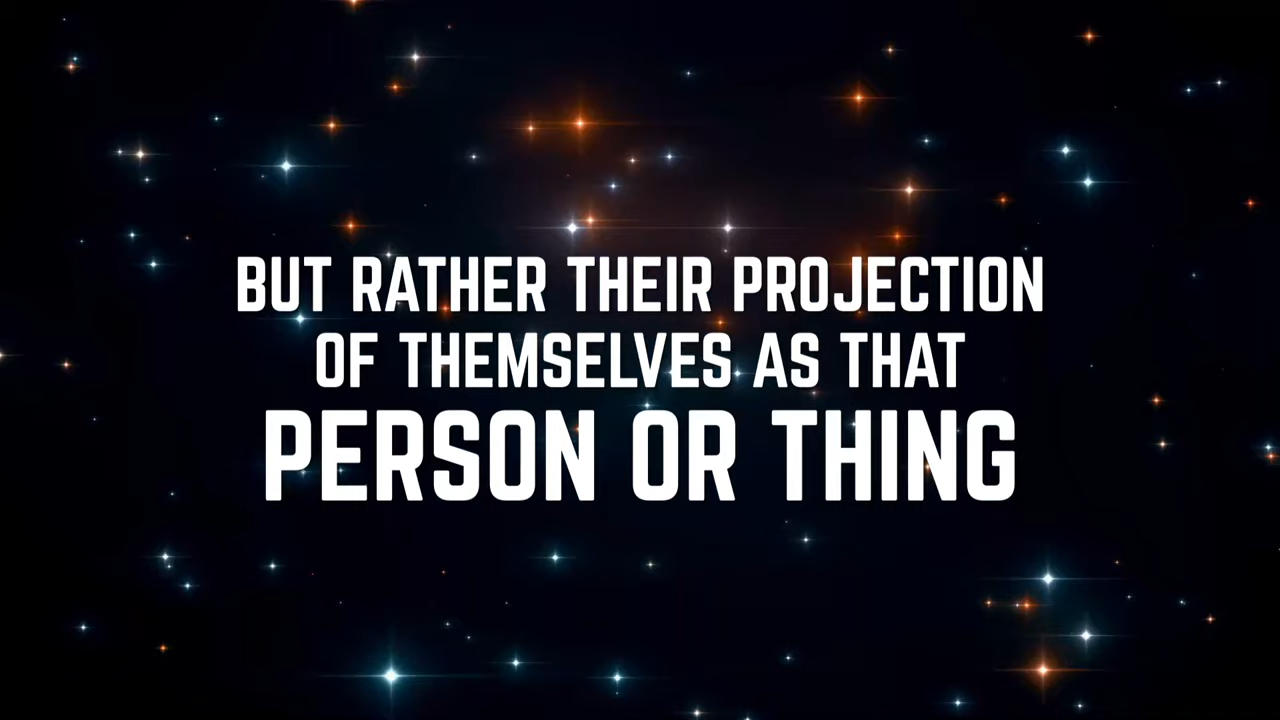 BUT RATHER THEIR PROJECTION
OF THEMSELVES AS THAT
PERSON OR THING